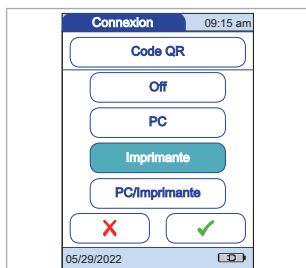 Connexion 09:15 am
Code QR
Off
PC
Imprimante
PC/Imprimante
05/29/2022